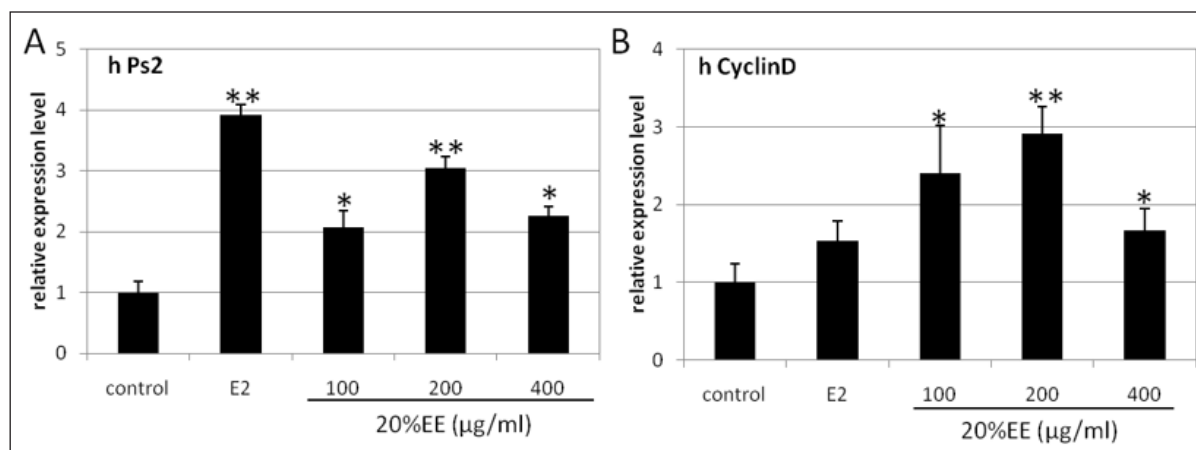 A
h Ps2
relative expression level
5
4
3
2
1
0
**
*
**
*
control E2 100 200 400
20%EE (μg/ml)
B
h CyclinD
relative expression level
4
3
2
1
0
*
**
*
control E2 100 200 400
20%EE (μg/ml)